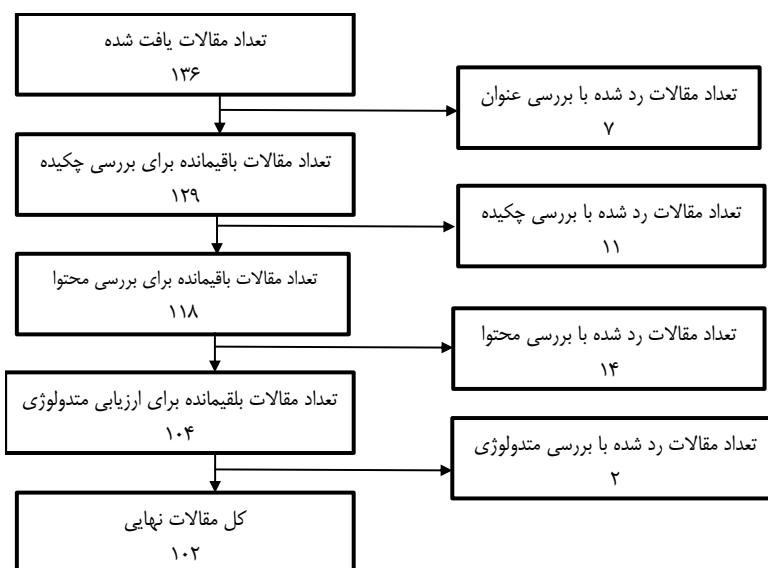 تعداد مقالات یافت شده
۱۳۶
تعداد مقالات رد شده با بررسی عنوان
۷
تعداد مقالات باقیمانده برای بررسی چکیده
۱۲۹
تعداد مقالات رد شده با بررسی چکیده
۱۱
تعداد مقالات باقیمانده برای بررسی محتوا
۱۱۸
تعداد مقالات رد شده با بررسی محتوا
۱۴
تعداد مقالات بلقیمانده برای ارزیابی متدولوژی
۱۰۴
تعداد مقالات رد شده با بررسی متدولوژی
۲
کل مقالات نهایی
۱۰۲